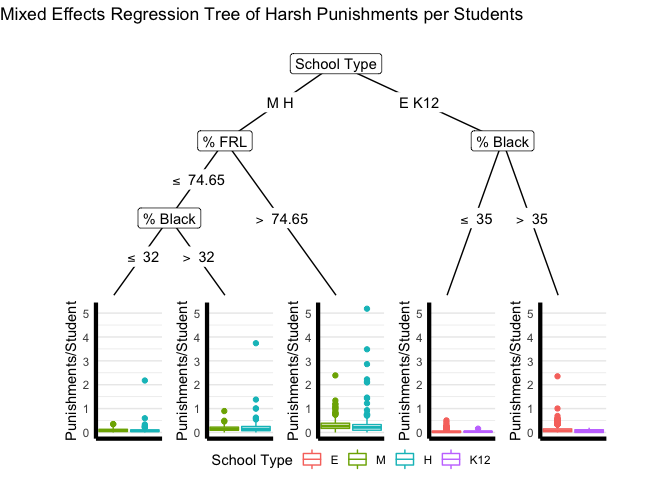 Mixed Effects Regression Tree of Harsh Punishments per Students
School Type
M H
E K12
% FRL
% Black
≤ 74.65
% Black
> 74.65
≤ 35
> 35
≤ 32
> 32
Punishments/Student
5
4
3
2
1
0
Punishments/Student
5
4
3
2
1
0
Punishments/Student
5
4
3
2
1
0
Punishments/Student
5
4
3
2
1
0
Punishments/Student
5
4
3
2
1
0
School Type E M H K12